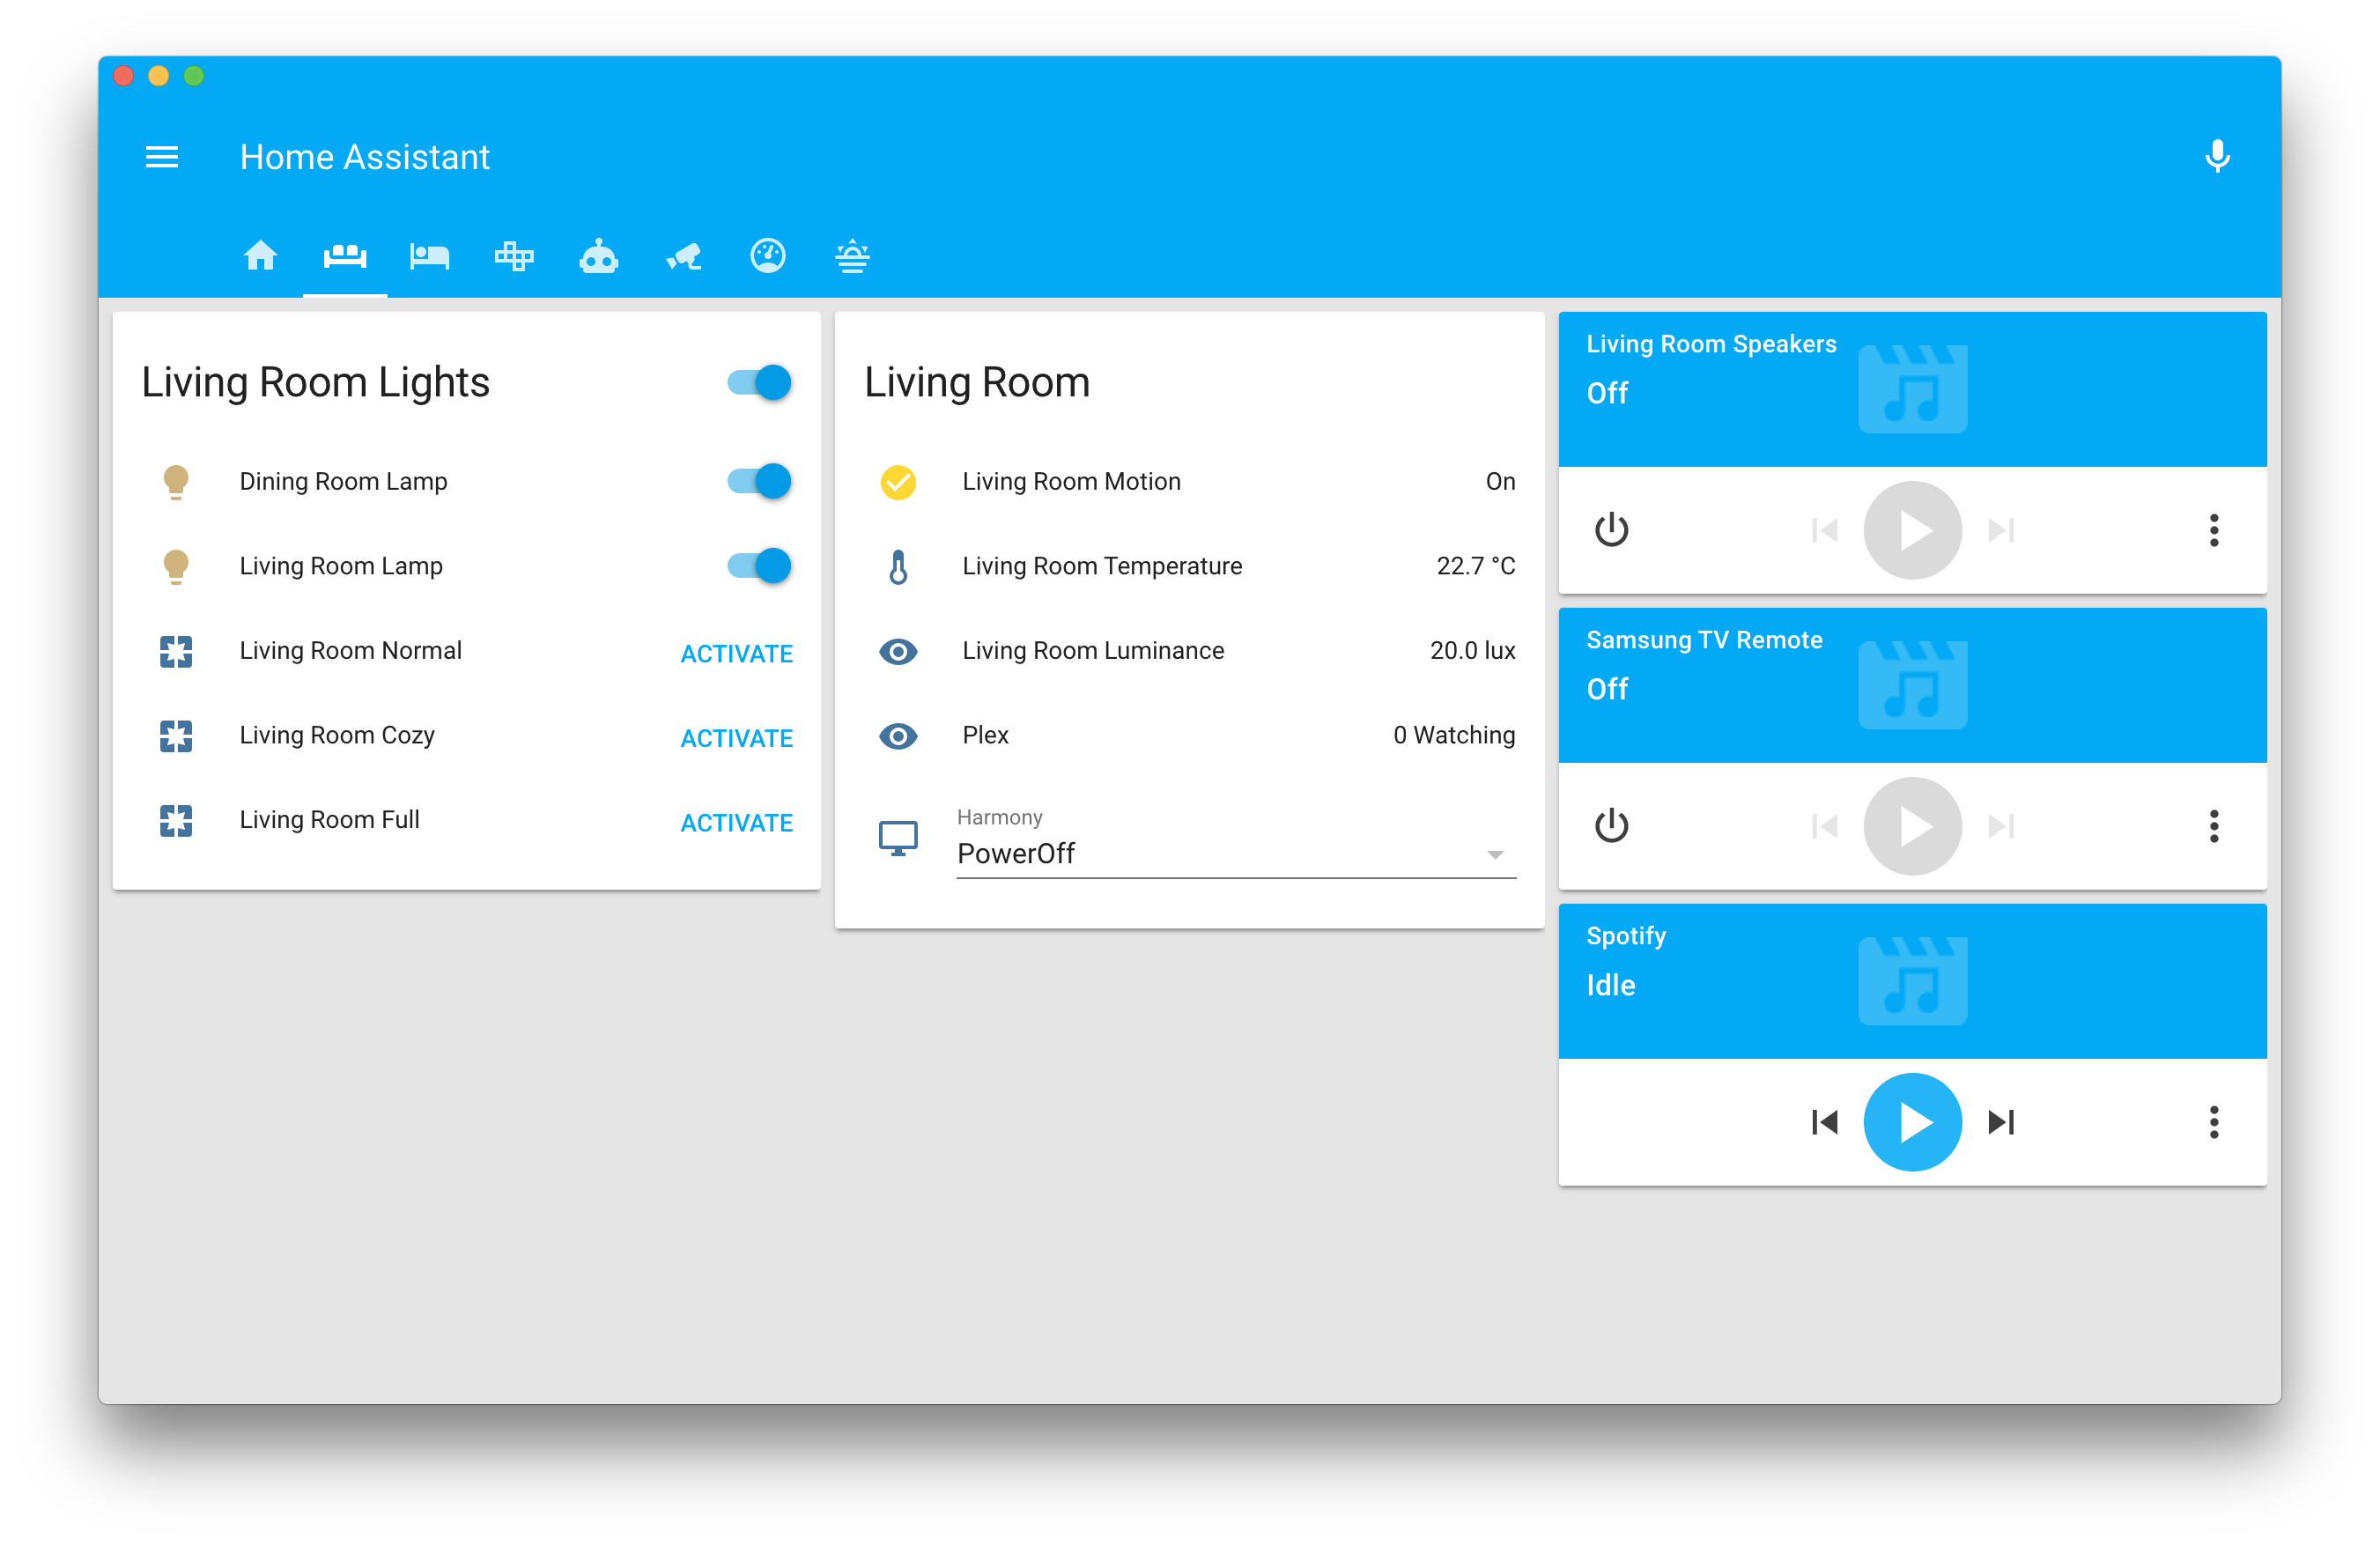 Home Assistant
Living Room Lights
Dining Room Lamp
Living Room Lamp
Living Room Normal ACTIVATE
Living Room Cozy ACTIVATE
Living Room Full ACTIVATE
Living Room
Living Room Motion On
Living Room Temperature 22.7 °C
Living Room Luminance 20.0 lux
Plex 0 Watching
Harmony
PowerOff
Living Room Speakers
Off
Samsung TV Remote
Off
Spotify
Idle